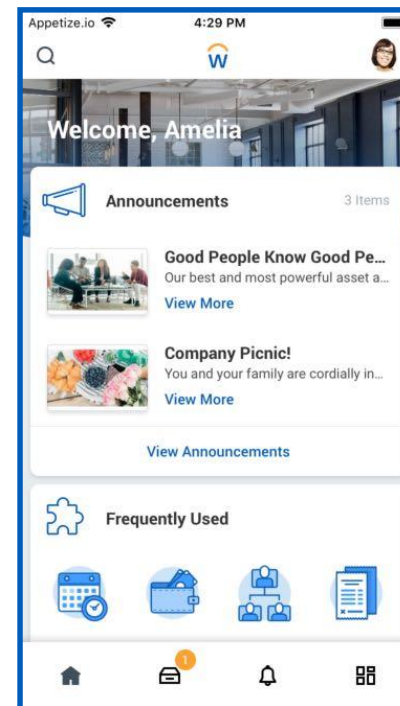 Appetize.io 4:29 PM
Welcome, Amelia
Announcements 3 Items
Good People Know Good Pe...
Our best and most powerful asset a...
View More
Company Picnic!
You and your family are cordially in...
View More
View Announcements
Frequently Used
1